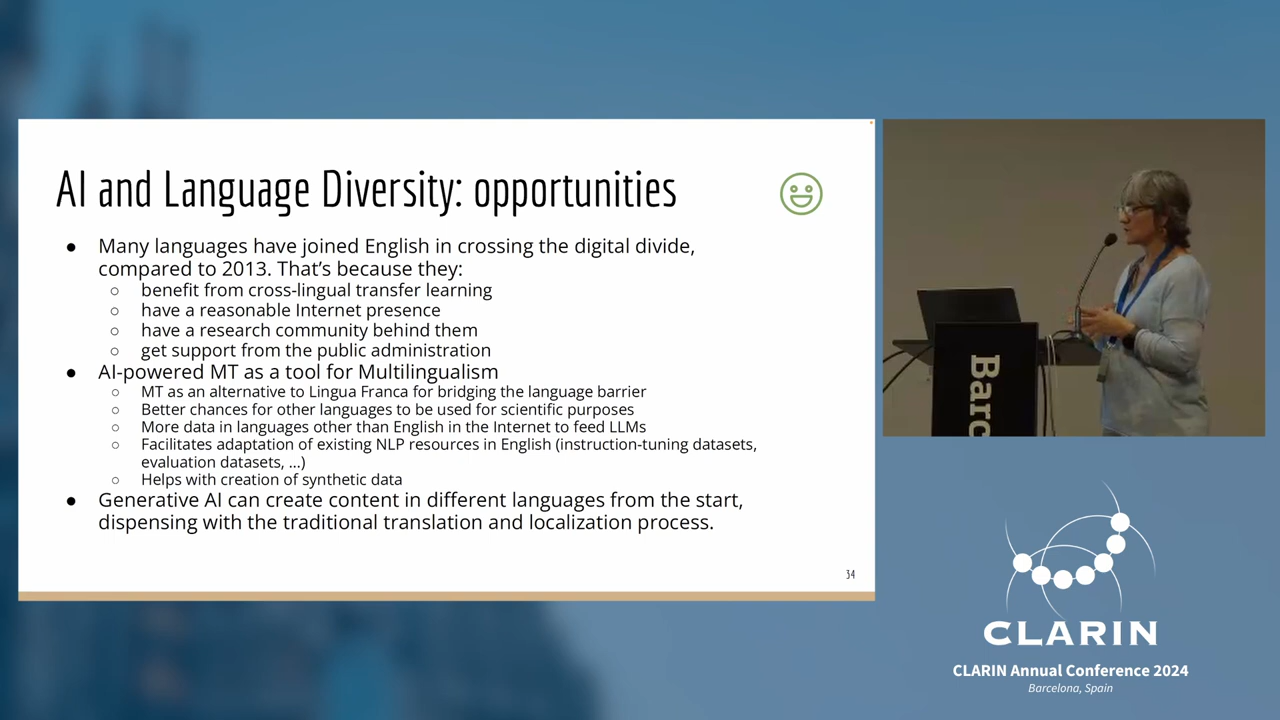 AI and Language Diversity: opportunities
● Many languages have joined English in crossing the digital divide,
compared to 2013. That’s because they:
○ benefit from cross-lingual transfer learning
○ have a reasonable Internet presence
○ have a research community behind them
○ get support from the public administration
● AI-powered MT as a tool for Multilingualism
○ MT as an alternative to Lingua Franca for bridging the language barrier
○ Better chances for other languages to be used for scientific purposes
○ More data in languages other than English in the Internet to feed LLMs
○ Facilitates adaptation of existing NLP resources in English (instruction-tuning datasets,
evaluation datasets, ...)
○ Helps with creation of synthetic data
● Generative AI can create content in different languages from the start,
dispensing with the traditional translation and localization process.
34
Barc
CLARIN
CLARIN Annual Conference 2024
Barcelona, Spain